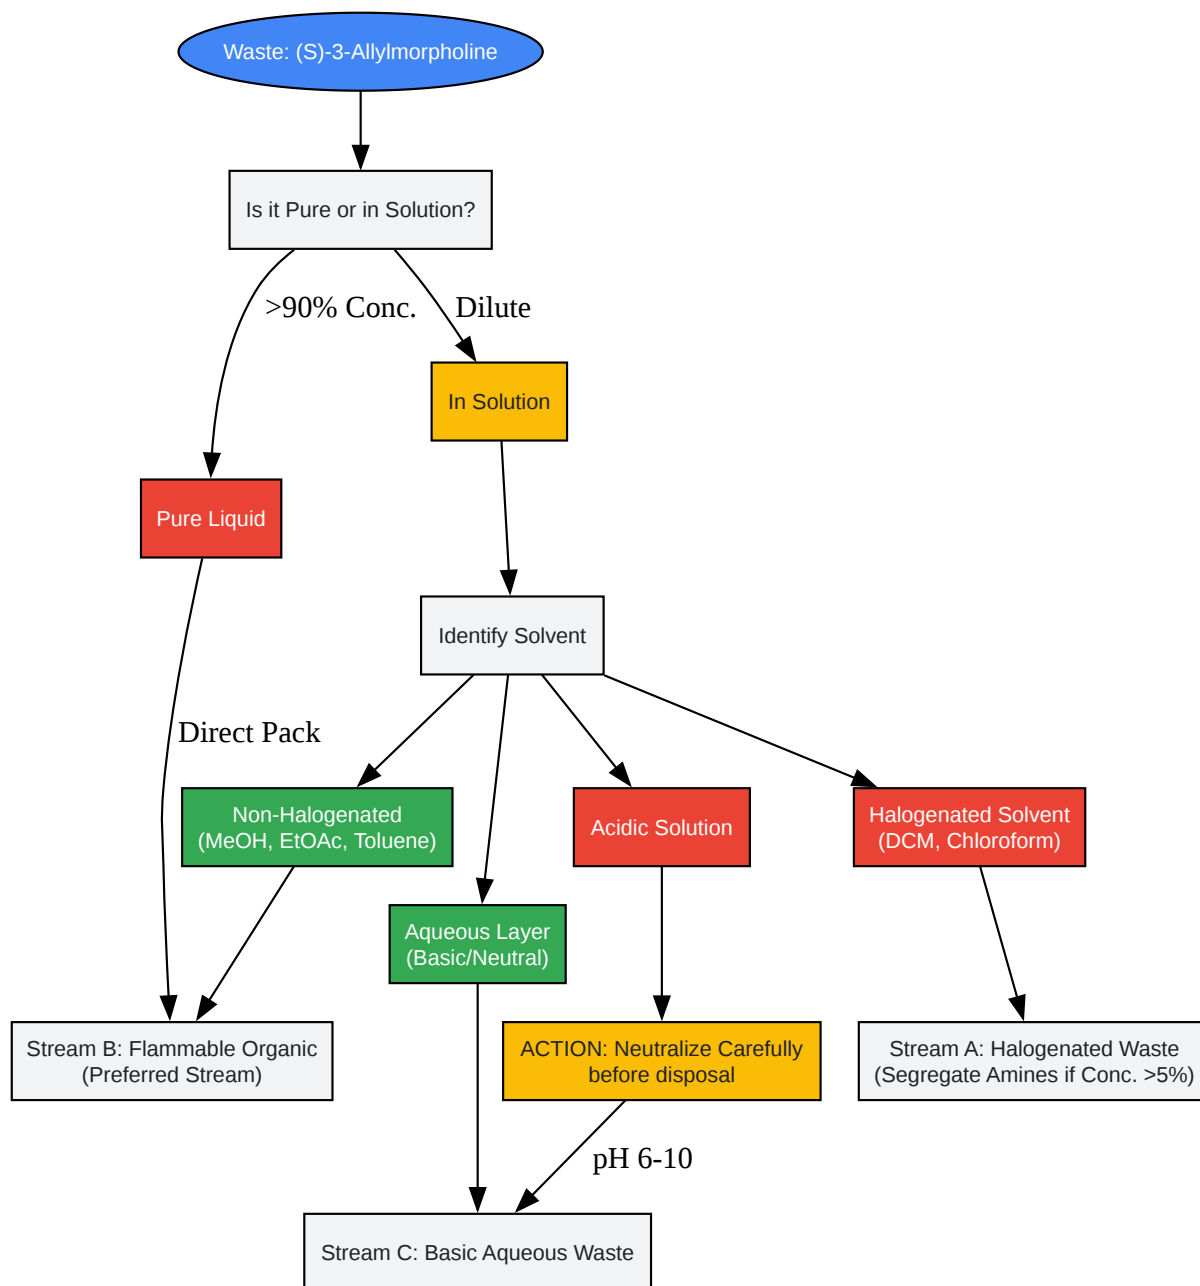 Waste: (S)-3-Allylmorpholine
Is it Pure or in Solution?
>90% Conc.
Dilute
In Solution
Pure Liquid
Identify Solvent
Direct Pack
Non-Halogenated
(MeOH, EtOAc, Toluene)
Acidic Solution
Halogenated Solvent
(DCM, Chloroform)
Aqueous Layer
(Basic/Neutral)
Stream B: Flammable Organic
(Preferred Stream)
ACTION: Neutralize Carefully
before disposal
Stream A: Halogenated Waste
(Segregate Amines if Conc. >5%)
pH 6-10
Stream C: Basic Aqueous Waste